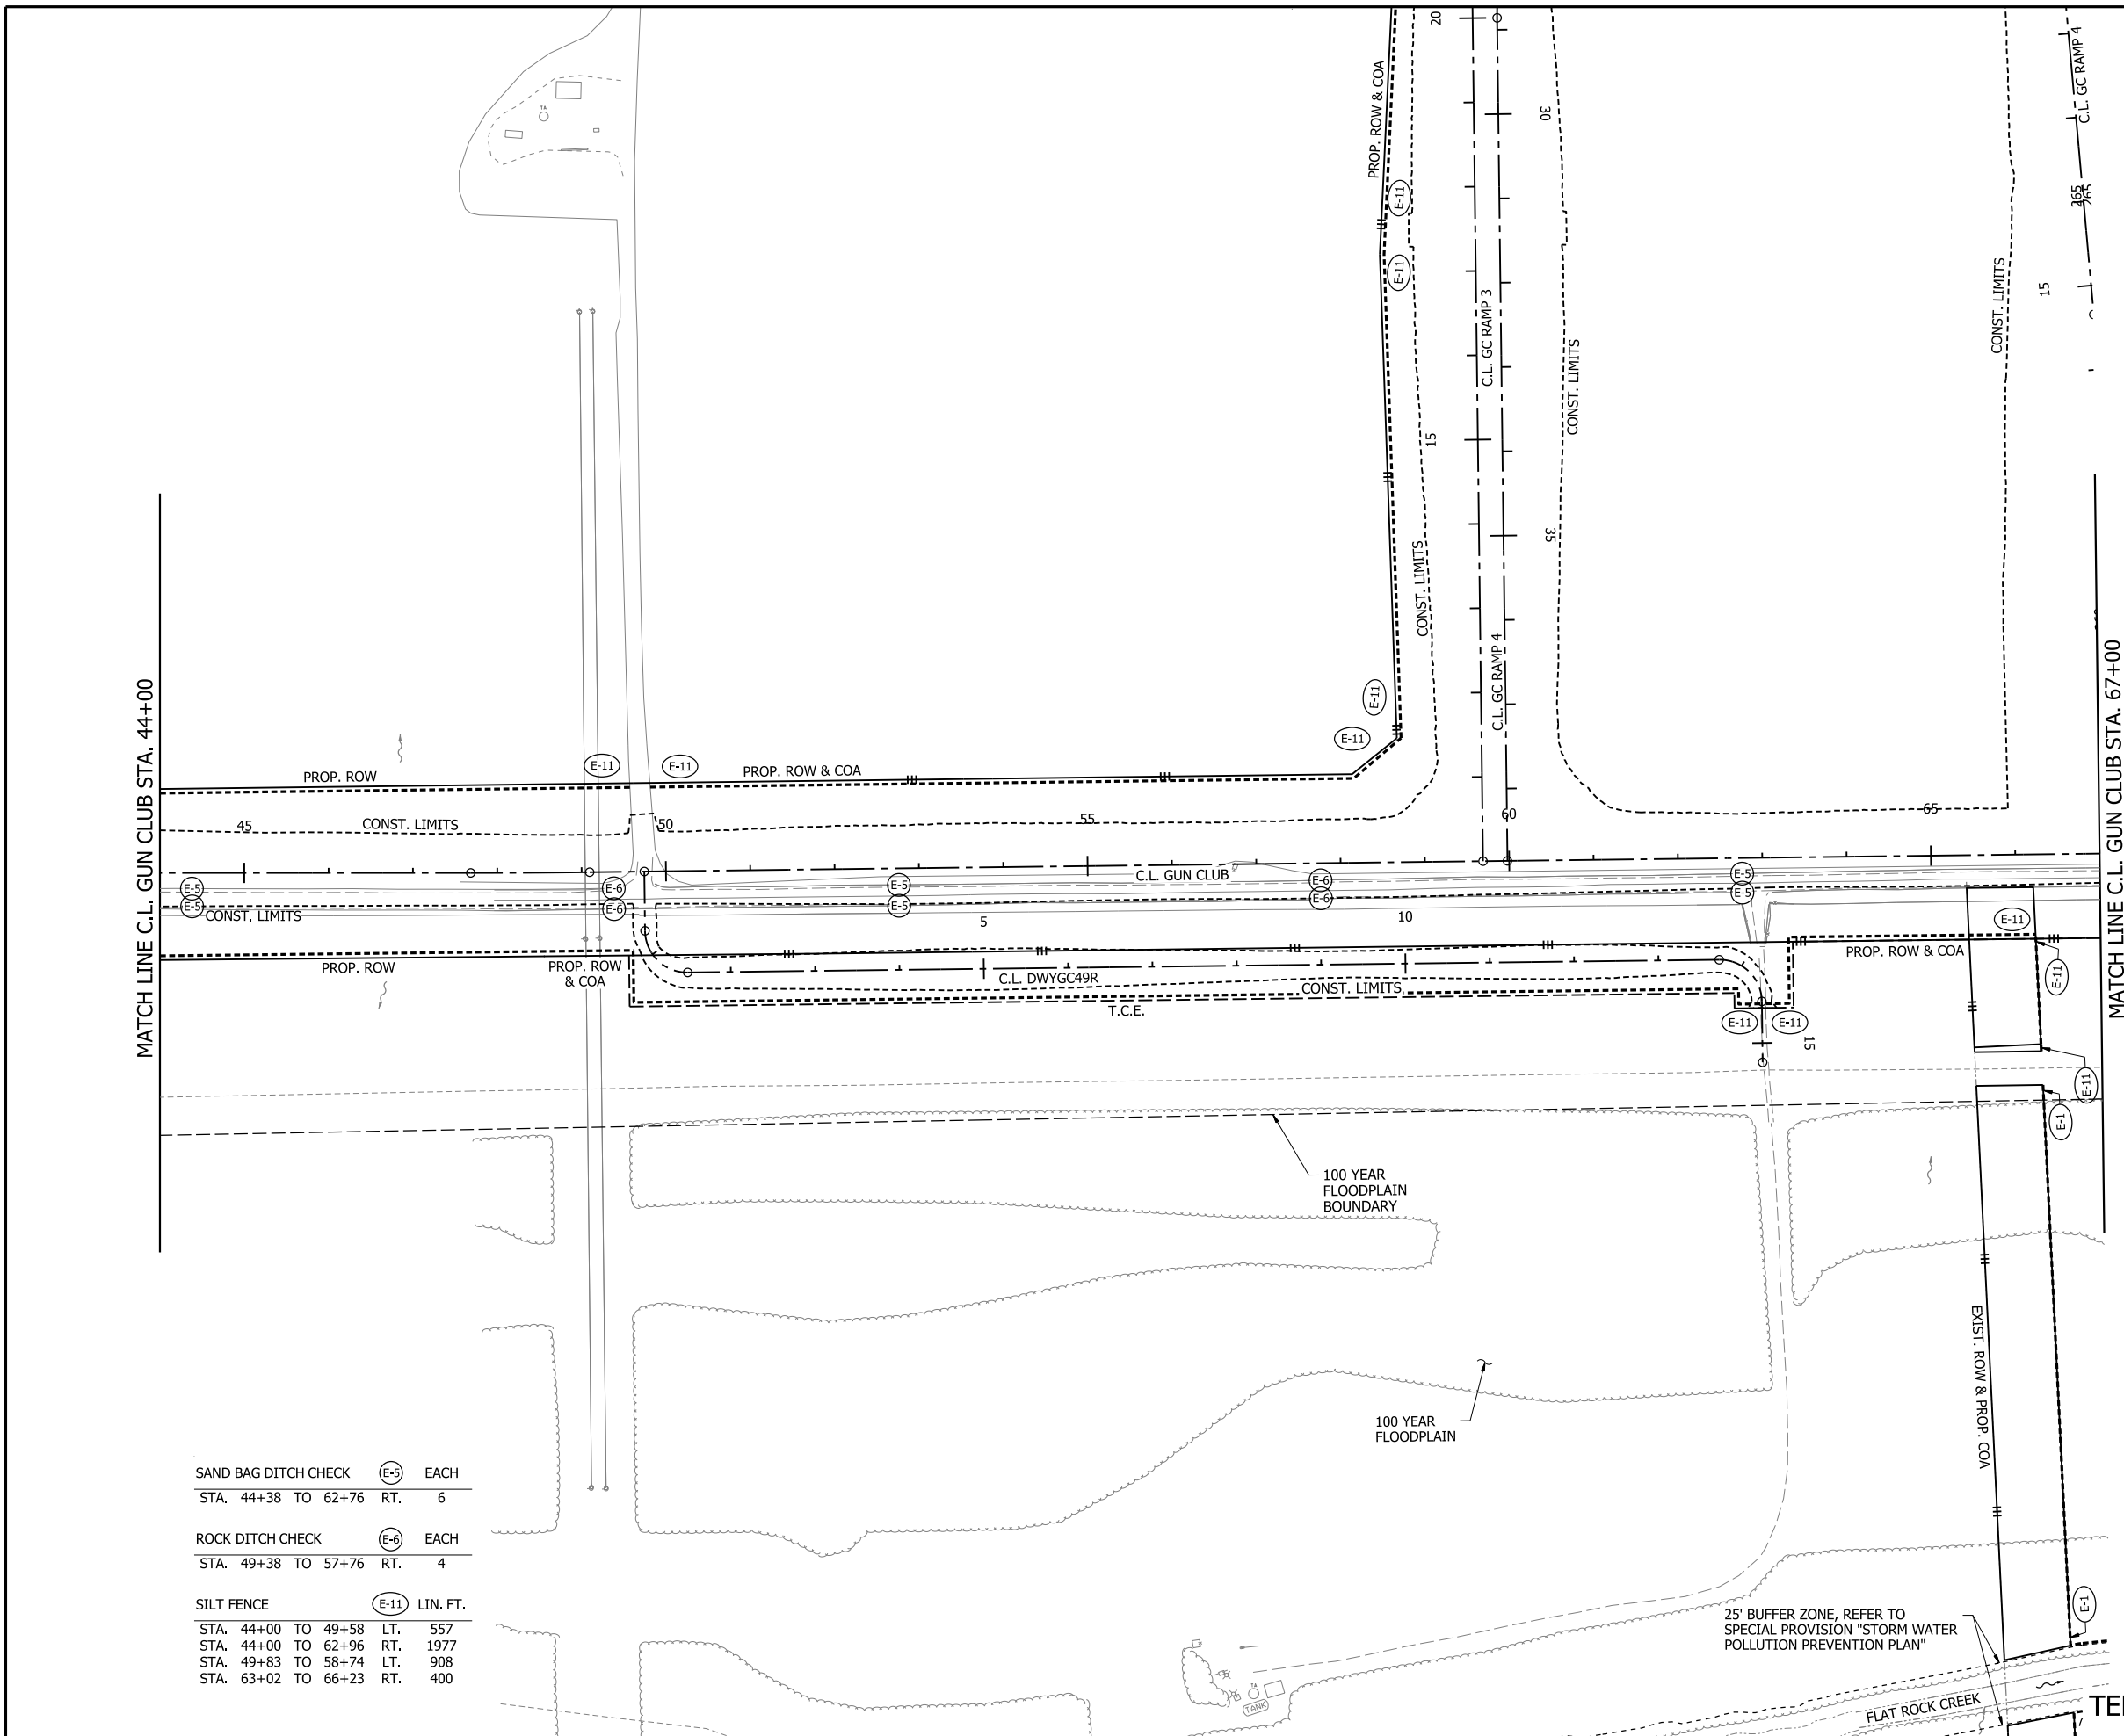 20
PROP. ROW & COA
30
C.L. GC RAMP 4
TA
E-11
265
265
E-11
15
CONST. LIMITS
C.L. GC RAMP 3
CONST. LIMITS
15
35
CONST. LIMITS
C.L. GC RAMP 4
MATCH LINE C.L. GUN CLUB STA. 44+00
MATCH LINE C.L. GUN CLUB STA. 67+00
E-11
E-11
E-11
E-11
PROP. ROW
PROP. ROW & COA
45
CONST. LIMITS
50
55
60
65
C.L. GUN CLUB
E-5
E-6
E-5
E-6
E-5
E-5
E-6
E-5
E-6
E-5
CONST. LIMITS
5
10
E-11
PROP. ROW
PROP. ROW
& COA
C.L. DWYGC49R
CONST. LIMITS
PROP. ROW & COA
E-11
T.C.E.
E-11
E-11
15
E-11
E-1
100 YEAR
FLOODPLAIN
BOUNDARY
EXIST. ROW & PROP. COA
100 YEAR
FLOODPLAIN
SAND BAG DITCH CHECK E-5 EACH
STA. 44+38 TO 62+76 RT. 6
ROCK DITCH CHECK E-6 EACH
STA. 49+38 TO 57+76 RT. 4
SILT FENCE E-11 LIN. FT.
STA. 44+00 TO 49+58 LT. 557
STA. 44+00 TO 62+96 RT. 1977
STA. 49+83 TO 58+74 LT. 908
STA. 63+02 TO 66+23 RT. 400
E-1
25' BUFFER ZONE, REFER TO
SPECIAL PROVISION "STORM WATER
POLLUTION PREVENTION PLAN"
TA
TANK
FLAT ROCK CREEK